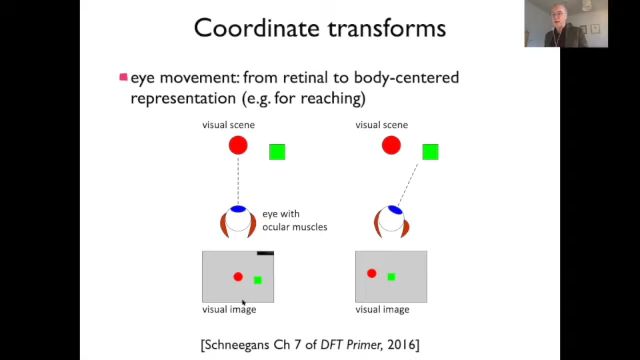 Coordinate transforms
eye movement: from retinal to body-centered
representation (e.g. for reaching)
visual scene
visual scene
eye with
ocular muscles
visual image
visual image
[Schneegans Ch 7 of DFT Primer, 2016]